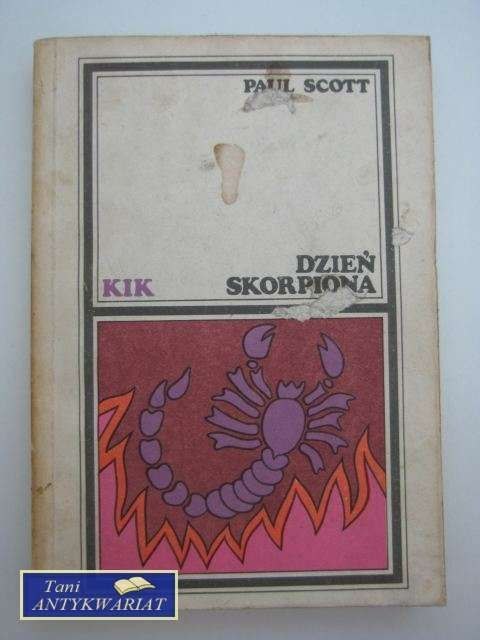 PAUL SCOTT
DZIEŃ
KIK SKORPIONA
Tani
ANTYKWARIAT